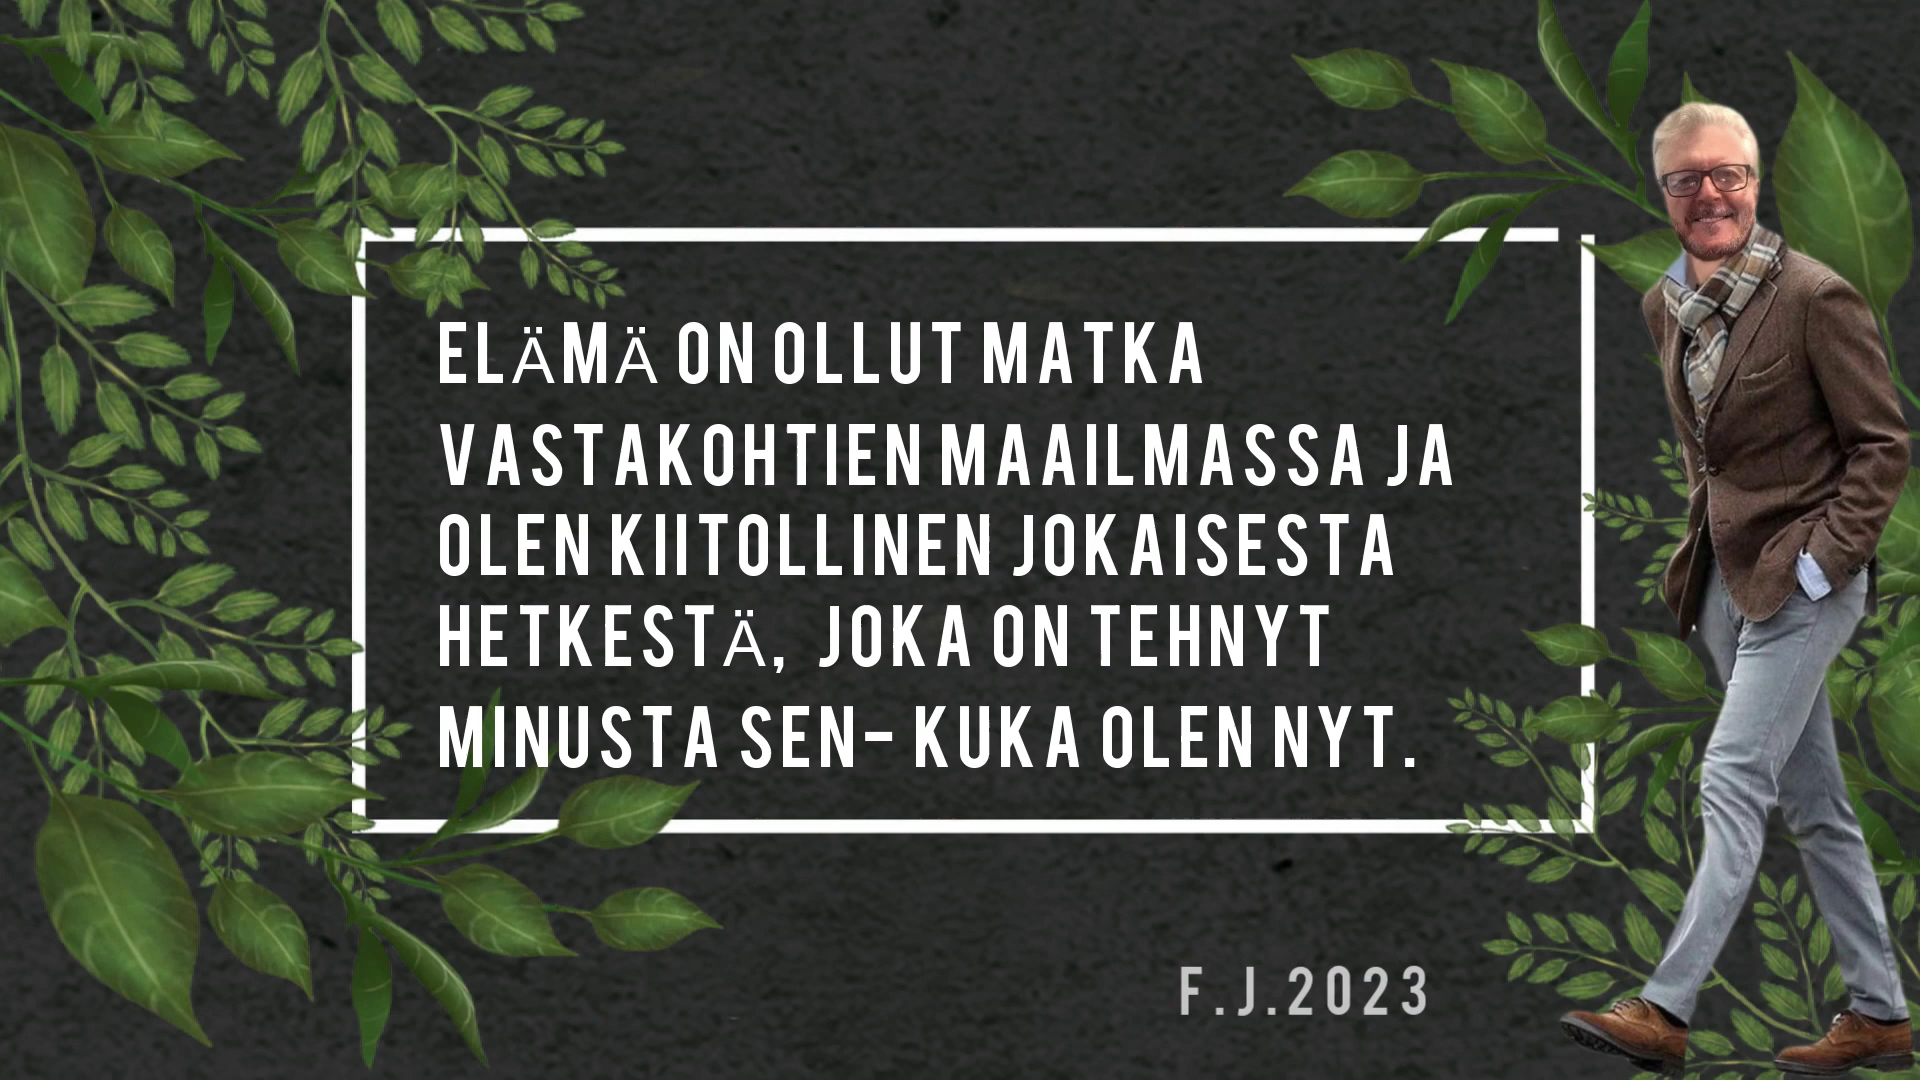 ELÄMÄ ON OLLUT MATKA
VASTAKOHTIEN MAAILMASSA JA
OLEN KIITOLLINEN JOKAISESTA
HETKESTÄ, JOKA ON TEHNYT
MINUSTA SEN- KUKA OLEN NYT.
F.J.2023